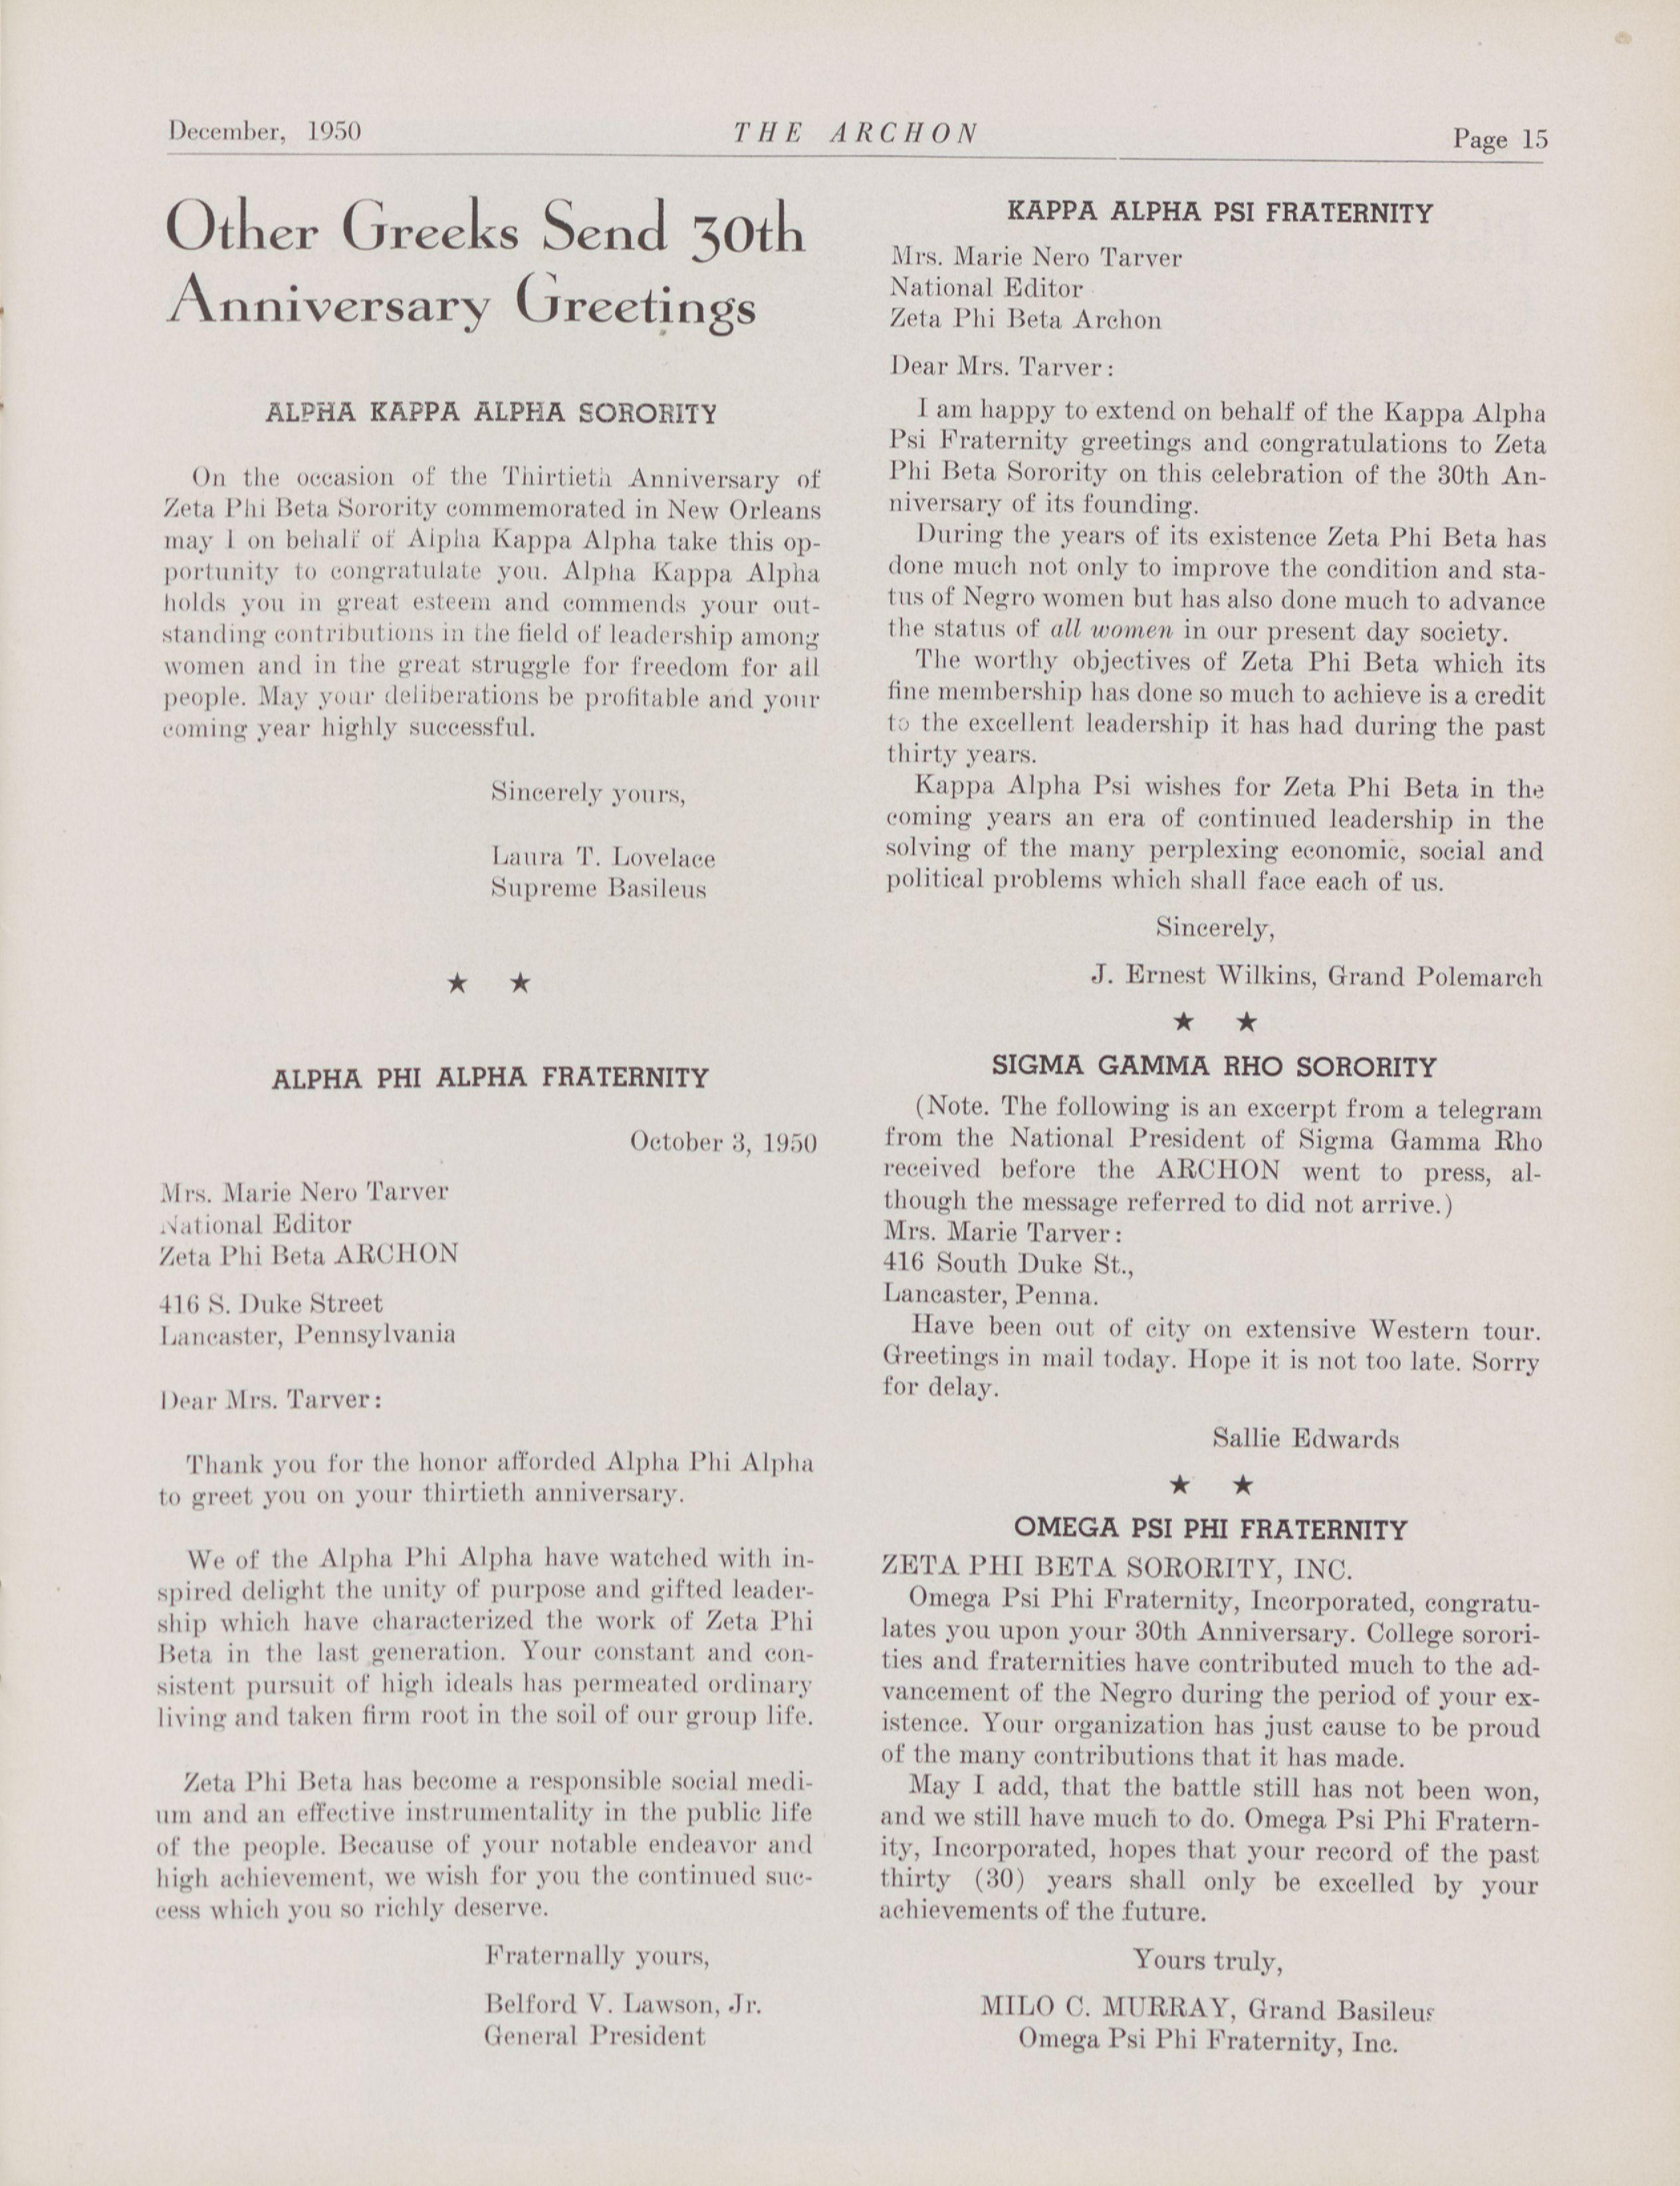 December, 1950
THE ARCHON
Page 15
Other Greeks Send 30th
Anniversary Greetings
ALPHA KAPPA ALPHA SORORITY
On the occasion of the Thirtieth Anniversary of
Zeta Phi Beta Sorority commemorated in New Orleans
may I on behalf of Alpha Kappa Alpha take this op-
portunity to congratulate you. Alpha Kappa Alpha
holds you in great esteem and commends your out-
standing contributions in the field of leadership among
women and in the great struggle for freedom for all
people. May your deliberations be profitable and your
coming year highly successful.
Sincerely yours,
Laura T. Lovelace
Supreme Basileus
★ ★
ALPHA PHI ALPHA FRATERNITY
October 3, 1950
Mrs. Marie Nero Tarver
National Editor
Zeta Phi Beta ARCHON
416 S. Duke Street
Lancaster, Pennsylvania
Dear Mrs. Tarver:
Thank you for the honor afforded Alpha Phi Alpha
to greet you on your thirtieth anniversary.
We of the Alpha Phi Alpha have watched with in-
spired delight the unity of purpose and gifted leader-
ship which have characterized the work of Zeta Phi
Beta in the last generation. Your constant and con-
sistent pursuit of high ideals has permeated ordinary
living and taken firm root in the soil of our group life.
Zeta Phi Beta has become a responsible social medi-
um and an effective instrumentality in the public life
of the people. Because of your notable endeavor and
high achievement, we wish for you the continued suc-
cess which you so richly deserve.
Fraternally yours,
Belford V. Lawson, Jr.
General President
KAPPA ALPHA PSI FRATERNITY
Mrs. Marie Nero Tarver
National Editor
Zeta Phi Beta Archon
Dear Mrs. Tarver:
I am happy to extend on behalf of the Kappa Alpha
Psi Fraternity greetings and congratulations to Zeta
Phi Beta Sorority on this celebration of the 30th An-
niversary of its founding.
During the years of its existence Zeta Phi Beta has
done much not only to improve the condition and sta-
tus of Negro women but has also done much to advance
the status of all women in our present day society.
The worthy objectives of Zeta Phi Beta which its
fine membership has done so much to achieve is a credit
to the excellent leadership it has had during the past
thirty years.
Kappa Alpha Psi wishes for Zeta Phi Beta in the
coming years an era of continued leadership in the
solving of the many perplexing economic, social and
political problems which shall face each of us.
Sincerely,
J. Ernest Wilkins, Grand Polemarch
★ ★
SIGMA GAMMA RHO SORORITY
(Note. The following is an excerpt from a telegram
from the National President of Sigma Gamma Rho
received before the ARCHON went to press, al-
though the message referred to did not arrive.)
Mrs. Marie Tarver:
416 South Duke St.,
Lancaster, Penna.
Have been out of city on extensive Western tour.
Greetings in mail today. Hope it is not too late. Sorry
for delay.
Sallie Edwards
★ ★
OMEGA PSI PHI FRATERNITY
ZETA PHI BETA SORORITY, INC.
Omega Psi Phi Fraternity, Incorporated, congratu-
lates you upon your 30th Anniversary. College sorori-
ties and fraternities have contributed much to the ad-
vancement of the Negro during the period of your ex-
istence. Your organization has just cause to be proud
of the many contributions that it has made.
May I add, that the battle still has not been won,
and we still have much to do. Omega Psi Phi Fratern-
ity, Incorporated, hopes that your record of the past
thirty (30) years shall only be excelled by your
achievements of the future.
Yours truly,
MILO C. MURRAY, Grand Basileus
Omega Psi Phi Fraternity, Inc.